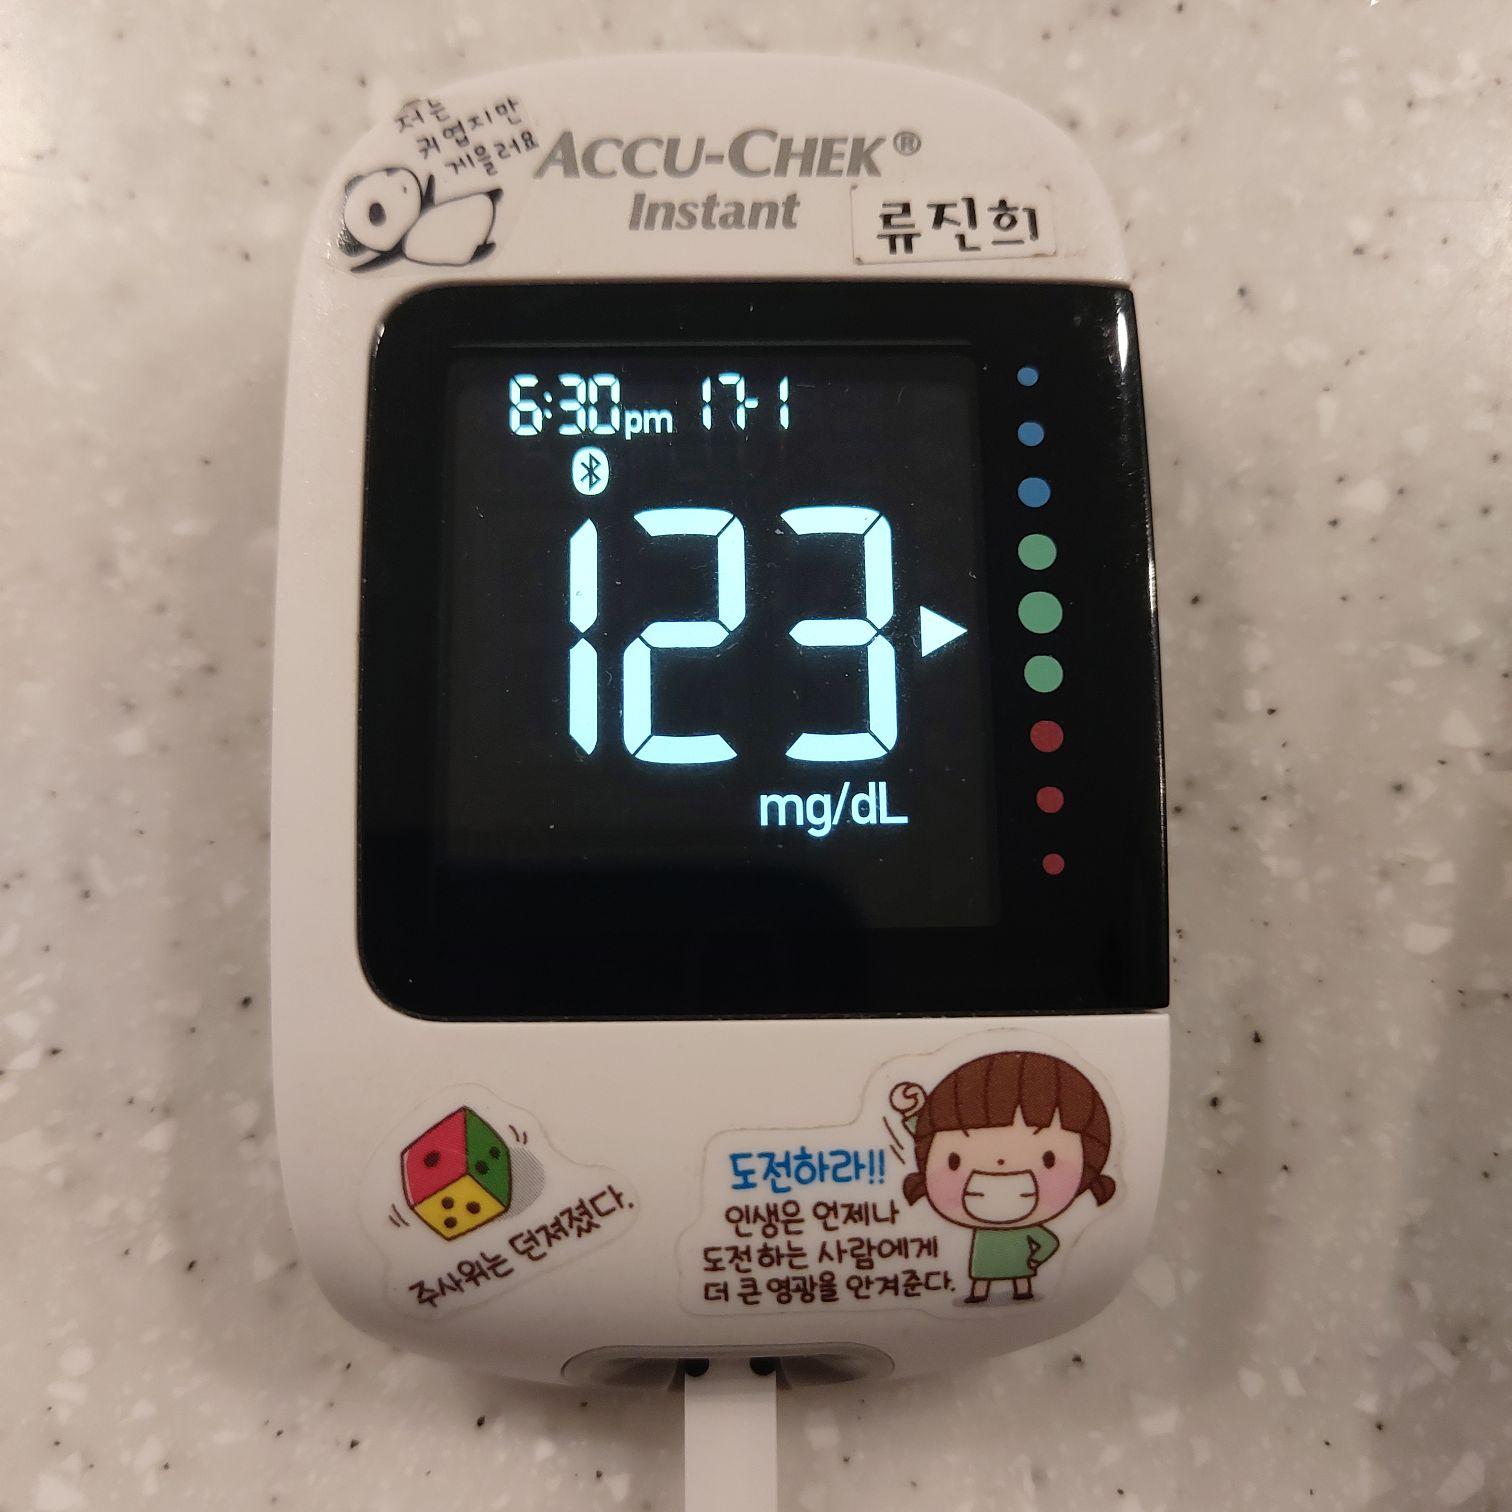 저는
귀엽지만
게을러요
ACCU-CHEK®
Instant
류진희
6:30pm 17-1
123
mg/dL
주사위는 던져졌다.
도전하라!!
인생은 언제나
도전하는 사람에게
더 큰 영광을 안겨준다.